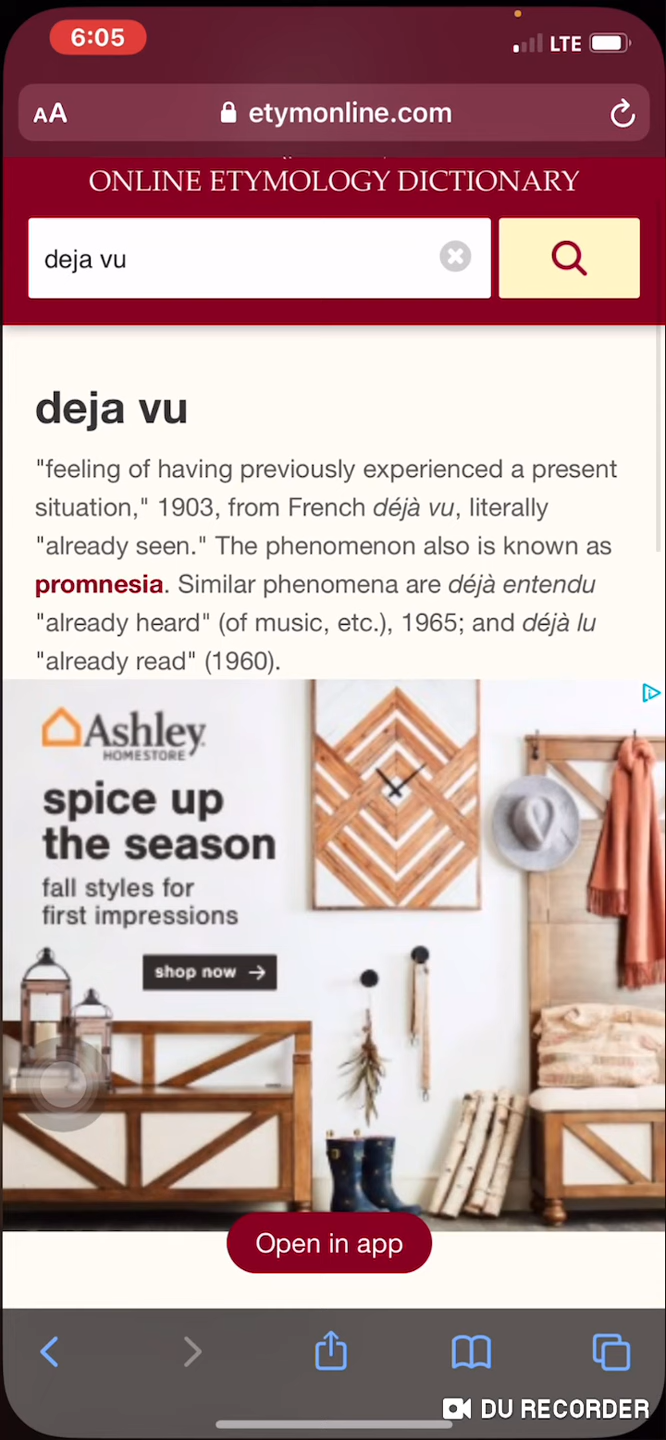 6:05
LTE
AA
etymonline.com
ONLINE ETYMOLOGY DICTIONARY
deja vu
deja vu
"feeling of having previously experienced a present
situation," 1903, from French déjà vu, literally
"already seen." The phenomenon also is known as
promnesia. Similar phenomena are déjà entendu
"already heard" (of music, etc.), 1965; and déjà lu
"already read" (1960).
Ashley
HOMESTORE
spice up
the season
fall styles for
first impressions
shop now →
Open in app
DU RECORDER